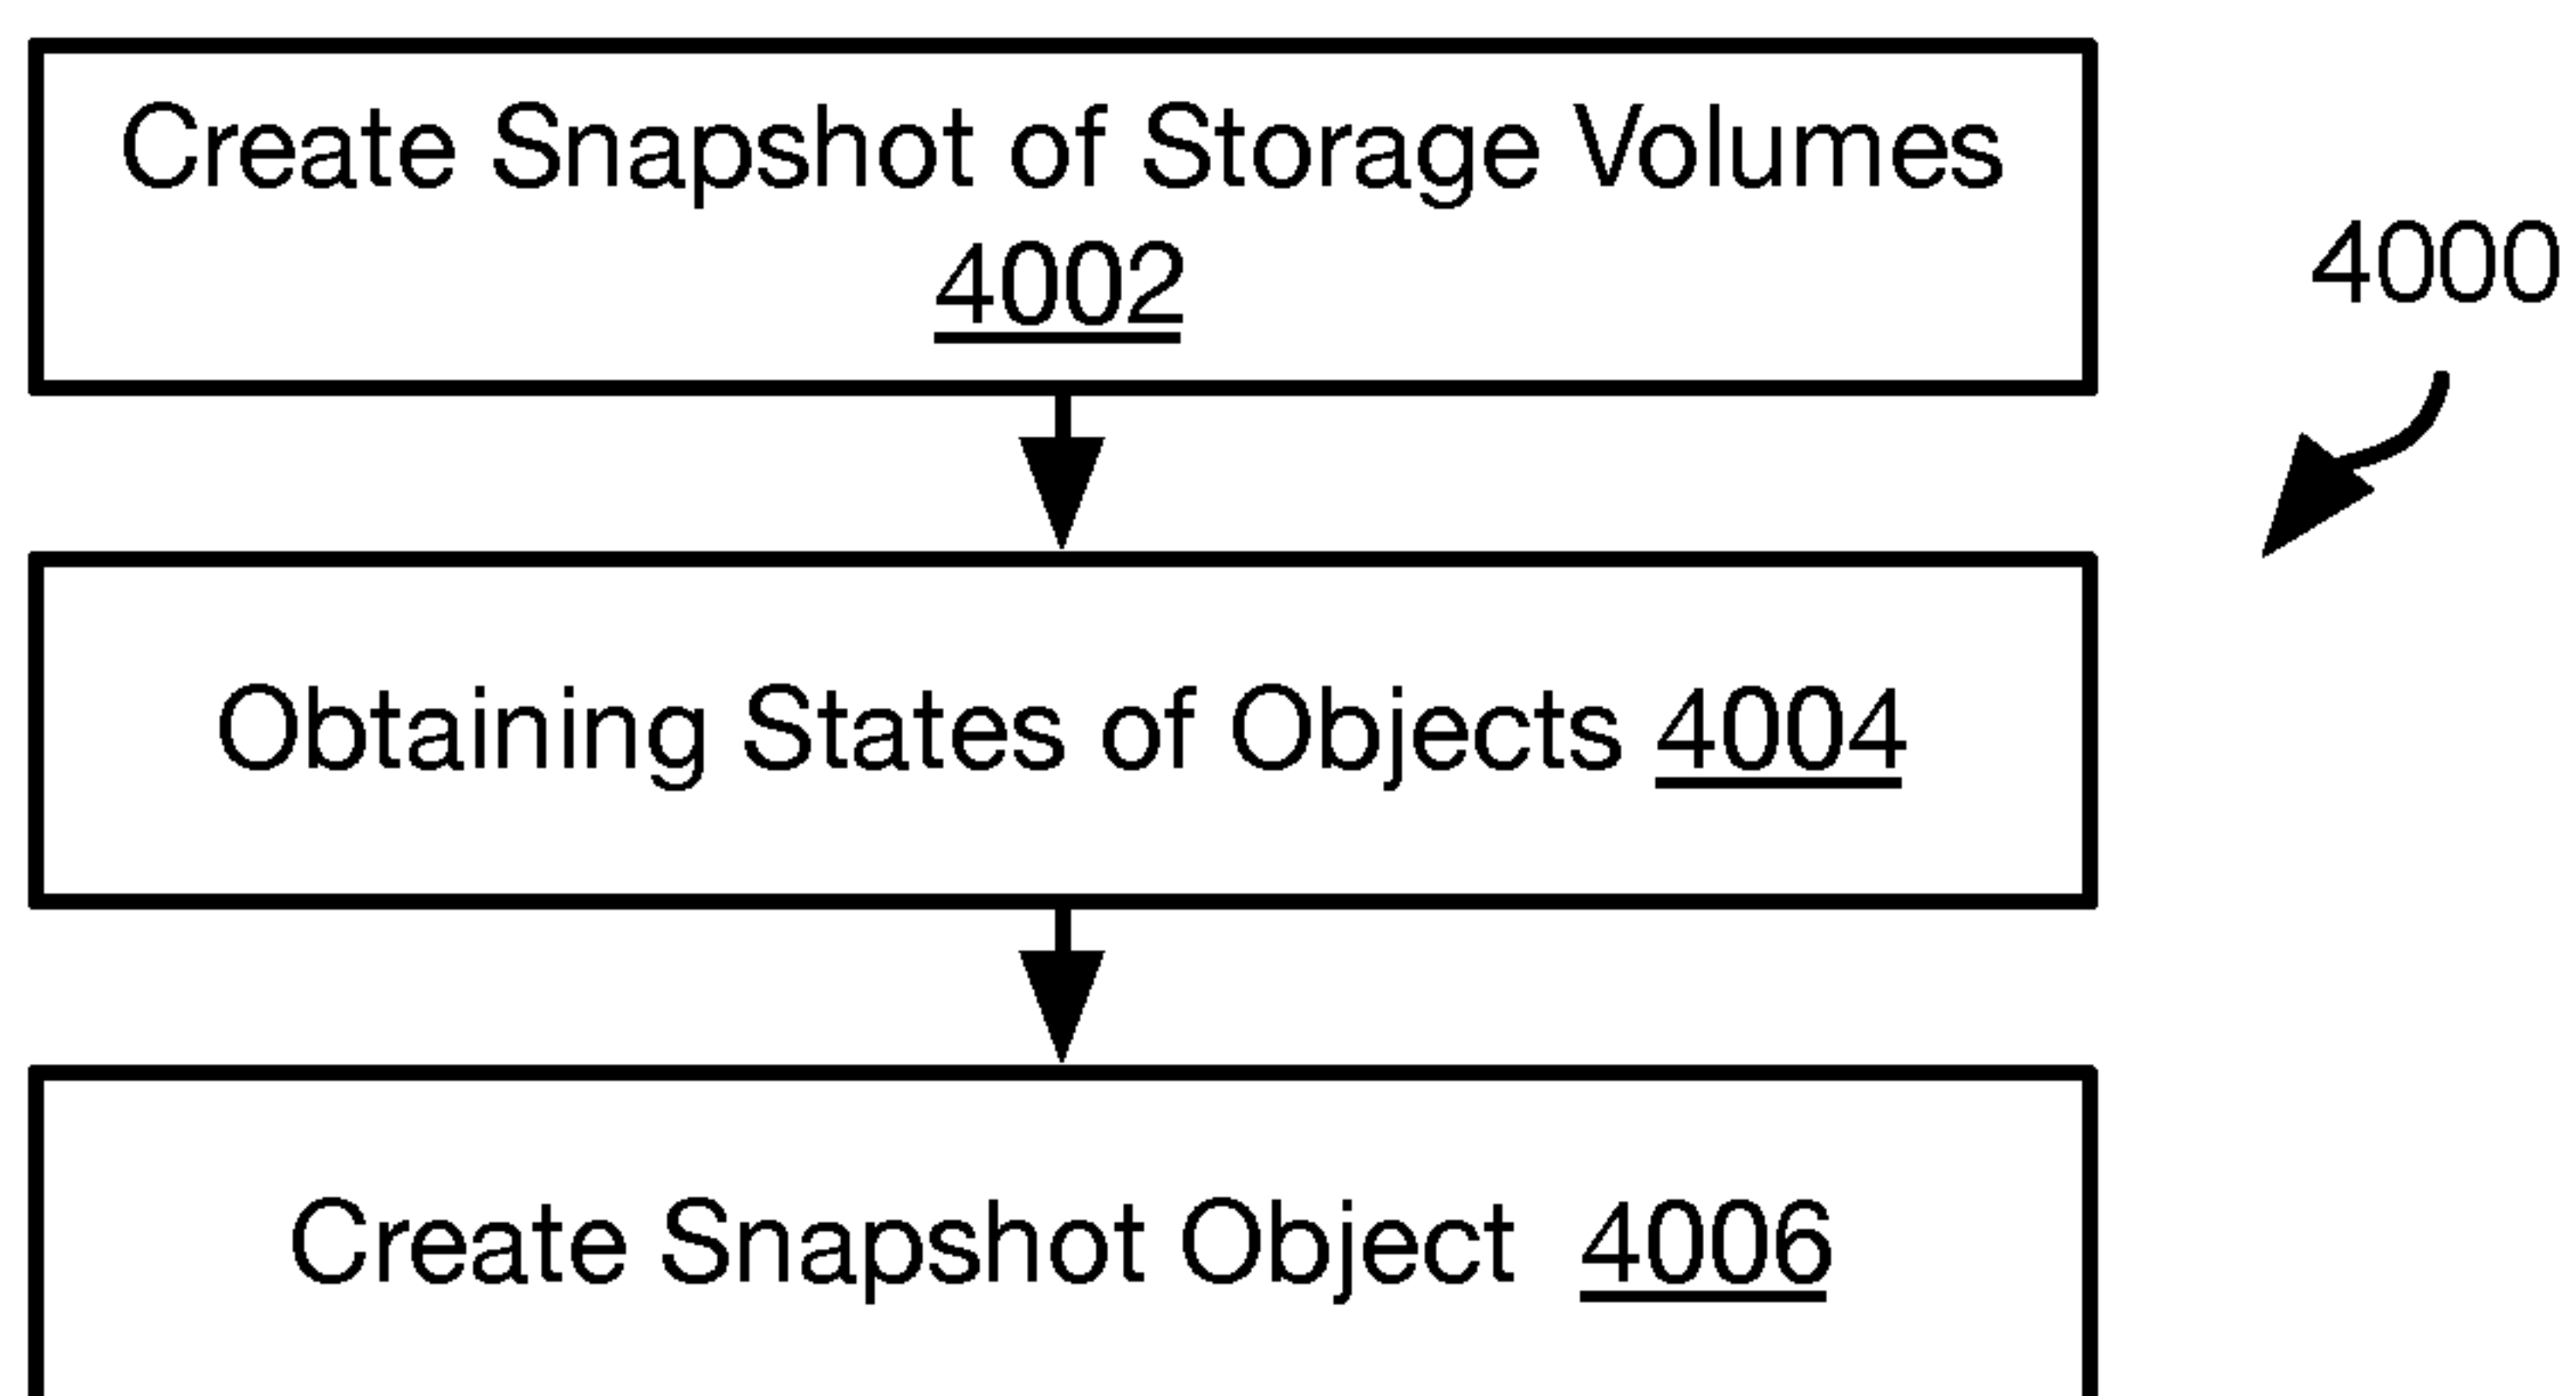 Create Snapshot of Storage Volumes
4002
4000
Obtaining States of Objects 4004
Create Snapshot Object 4006